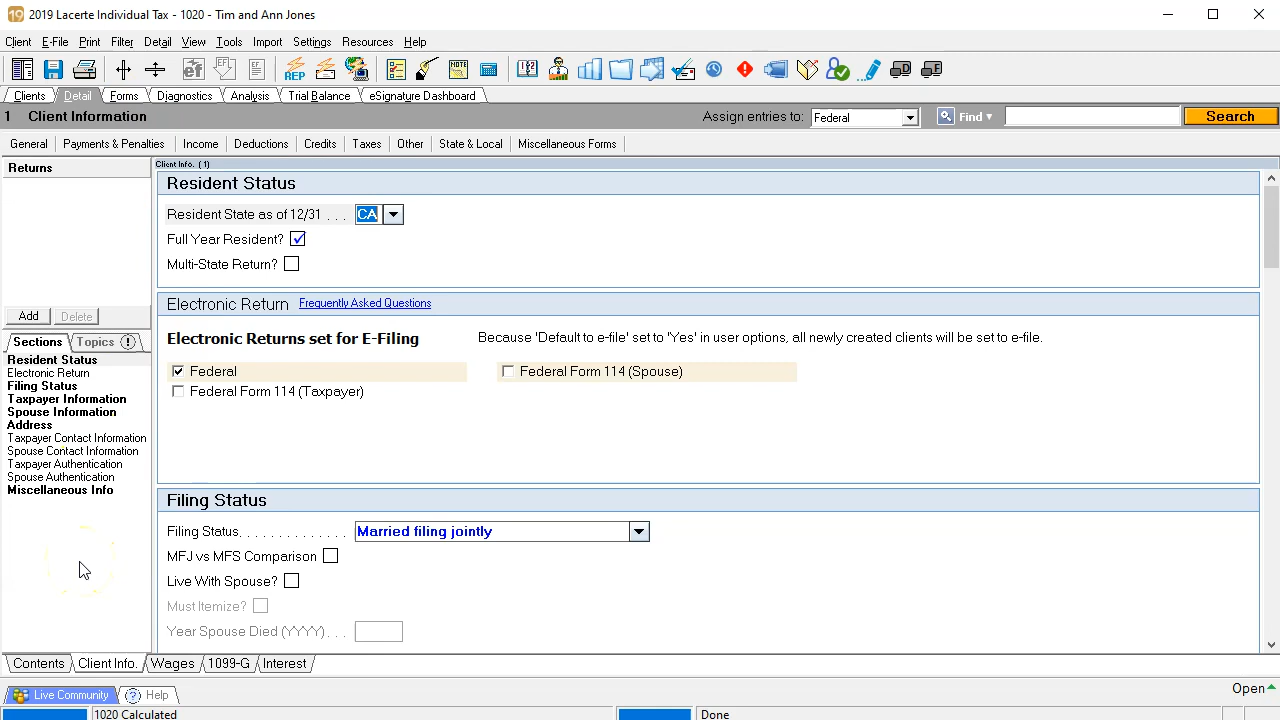 19 2019 Lacerte Individual Tax - 1020 - Tim and Ann Jones
Client E-File Print Filter Detail View Tools Import Settings Resources Help
ef EF REP NOTE 1 2 D E
Clients Detail Forms Diagnostics Analysis Trial Balance eSignature Dashboard
1 Client Information Assign entries to: Federal Find Search
General Payments & Penalties Income Deductions Credits Taxes Other State & Local Miscellaneous Forms
Returns
Client Info. (1)
Resident Status
Resident State as of 12/31 . . . CA
Full Year Resident?
Multi-State Return?
Electronic Return Frequently Asked Questions
Add Delete
Electronic Returns set for E-Filing Because 'Default to e-file' set to 'Yes' in user options, all newly created clients will be set to e-file.
Sections Topics
Resident Status
Electronic Return
Filing Status
Taxpayer Information
Spouse Information
Address
Taxpayer Contact Information
Spouse Contact Information
Taxpayer Authentication
Spouse Authentication
Miscellaneous Info
Federal Federal Form 114 (Spouse)
Federal Form 114 (Taxpayer)
Filing Status
Filing Status. . . . . . . . . . . . . . Married filing jointly
MFJ vs MFS Comparison
Live With Spouse?
Must Itemize?
Year Spouse Died (YYYY) . . .
Contents Client Info. Wages 1099-G Interest
Live Community ? Help Open
1020 Calculated Done